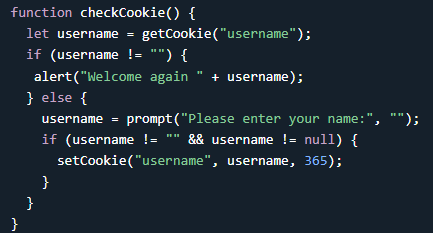 function checkCookie() {
  let username = getCookie("username");
  if (username != "") {
   alert("Welcome again " + username);
  } else {
    username = prompt("Please enter your name:", "");
    if (username != "" && username != null) {
      setCookie("username", username, 365);
    }
  }
}